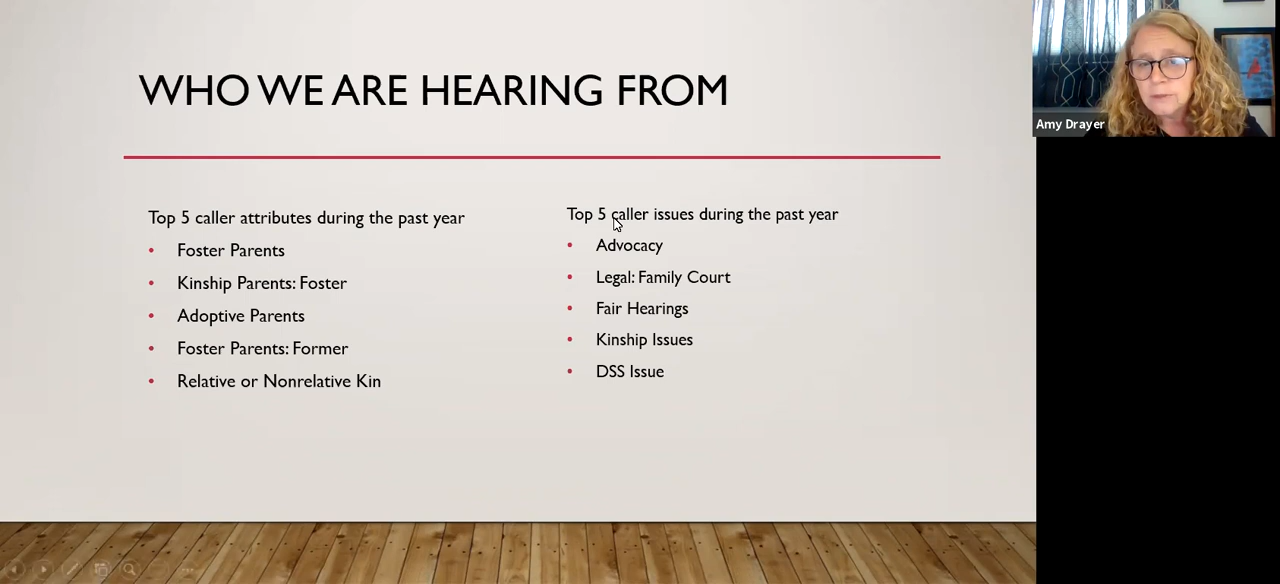 WHO WE ARE HEARING FROM
Top 5 caller attributes during the past year
• Foster Parents
• Kinship Parents: Foster
• Adoptive Parents
• Foster Parents: Former
• Relative or Nonrelative Kin
Top 5 caller issues during the past year
• Advocacy
• Legal: Family Court
• Fair Hearings
• Kinship Issues
• DSS Issue
Amy Drayer